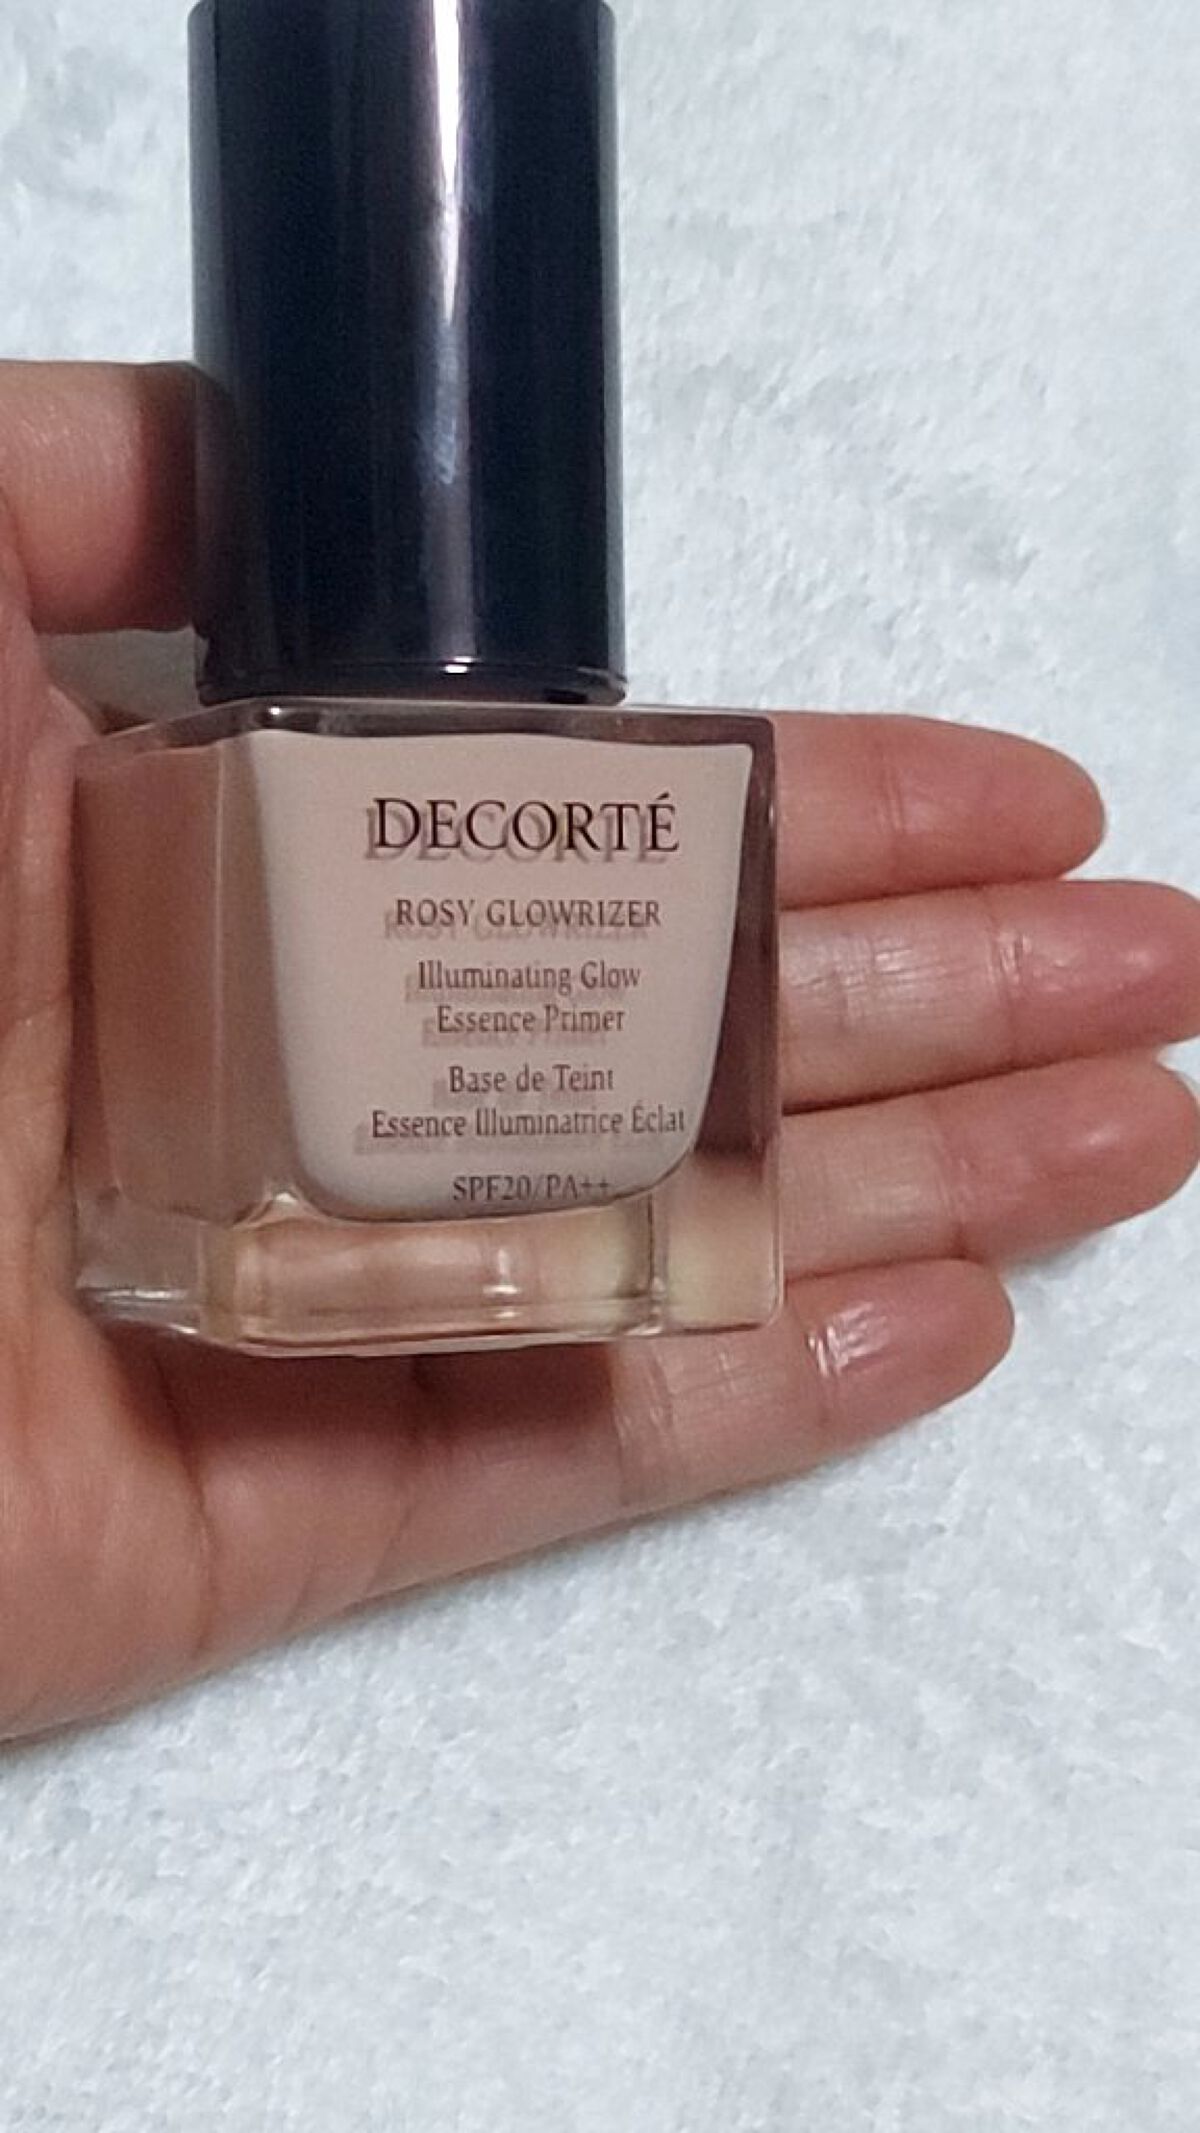 DECORTÉ
ROSY GLOWRIZER
Illuminating Glow
Essence Primer
Base de Teint
Essence Illuminatrice Éclat
SPF20/PA++